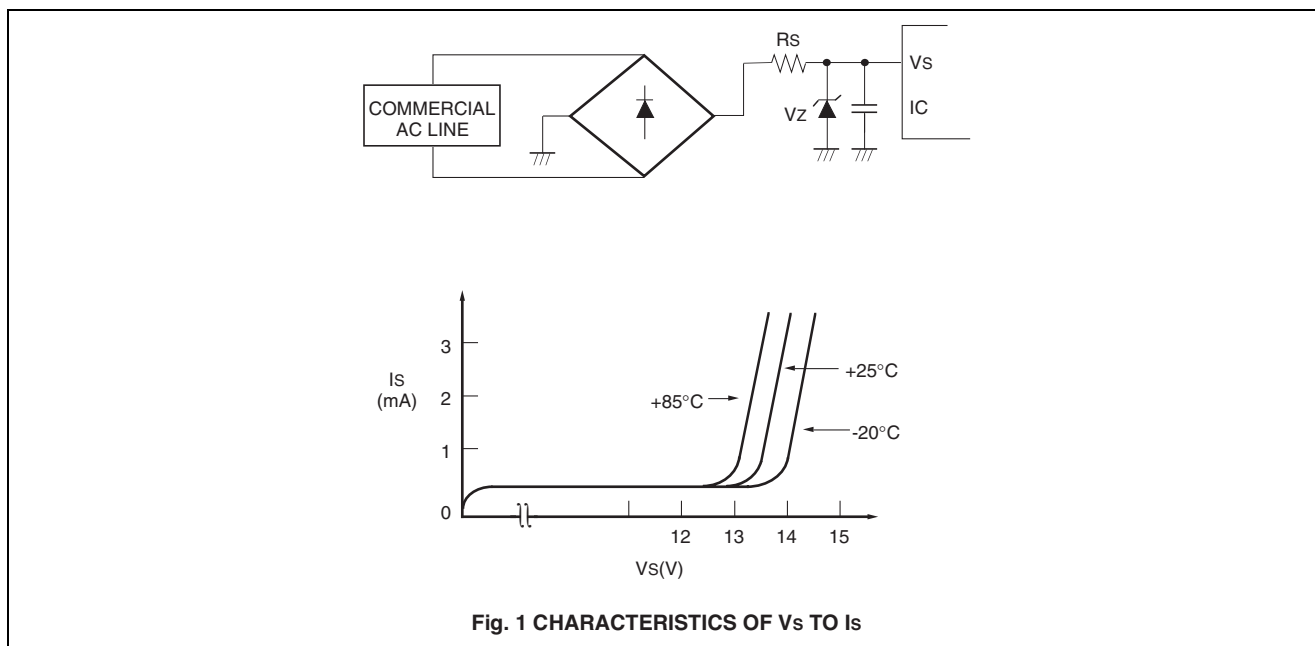 RS
VS
COMMERCIAL
AC LINE
VZ
IC
3
IS
(mA)
2
+25°C
+85°C
-20°C
1
0
12
13
14
15
VS(V)
Fig. 1 CHARACTERISTICS OF VS TO IS